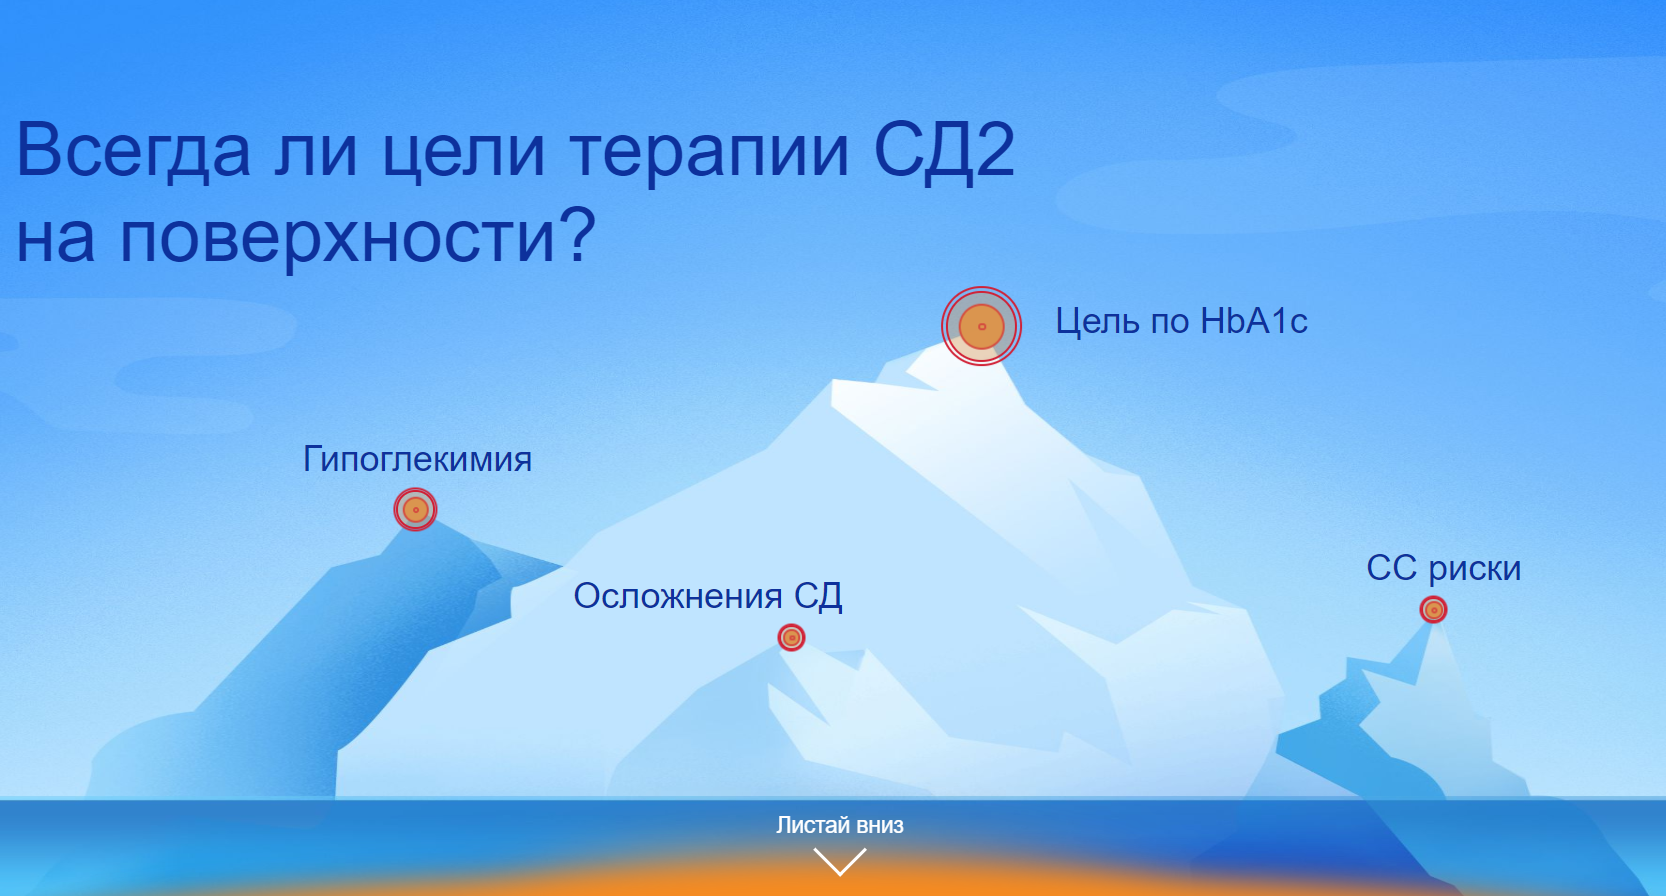 Всегда ли цели терапии СД2
на поверхности?
Цель по HbA1c
Гипоглекимия
СС риски
Осложнения СД
Листай вниз